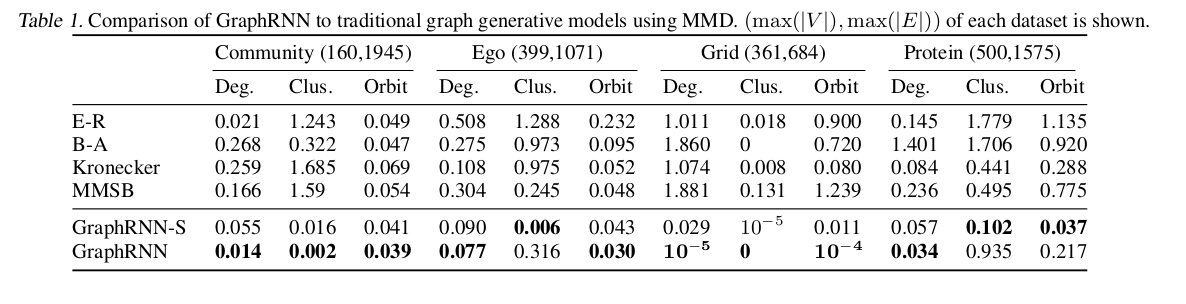 Table 1. Comparison of GraphRNN to traditional graph generative models using MMD. (max(|V|), max(|E|)) of each dataset is shown.
Community (160,1945) Ego (399,1071) Grid (361,684) Protein (500,1575)
Deg. Clus. Orbit Deg. Clus. Orbit Deg. Clus. Orbit Deg. Clus. Orbit
E-R 0.021 1.243 0.049 0.508 1.288 0.232 1.011 0.018 0.900 0.145 1.779 1.135
B-A 0.268 0.322 0.047 0.275 0.973 0.095 1.860 0 0.720 1.401 1.706 0.920
Kronecker 0.259 1.685 0.069 0.108 0.975 0.052 1.074 0.008 0.080 0.084 0.441 0.288
MMSB 0.166 1.59 0.054 0.304 0.245 0.048 1.881 0.131 1.239 0.236 0.495 0.775
GraphRNN-S 0.055 0.016 0.041 0.090 0.006 0.043 0.029 10⁻⁵ 0.011 0.057 0.102 0.037
GraphRNN 0.014 0.002 0.039 0.077 0.316 0.030 10⁻⁵ 0 10⁻⁴ 0.034 0.935 0.217